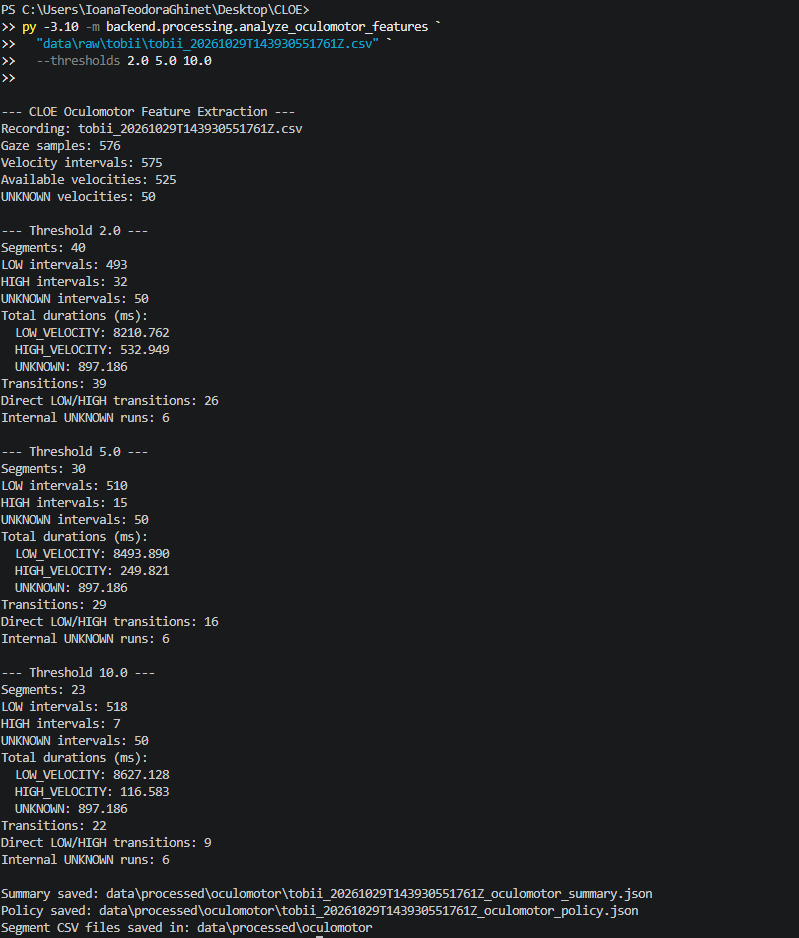 PS C:\Users\IoanaTeodoraGhinet\Desktop\CLOE>
>> py -3.10 -m backend.processing.analyze_oculomotor_features `
>>   "data\raw\tobii\tobii_20261029T143930551761Z.csv" `
>>   --thresholds 2.0 5.0 10.0
>>

--- CLOE Oculomotor Feature Extraction ---
Recording: tobii_20261029T143930551761Z.csv
Gaze samples: 576
Velocity intervals: 575
Available velocities: 525
UNKNOWN velocities: 50

--- Threshold 2.0 ---
Segments: 40
LOW intervals: 493
HIGH intervals: 32
UNKNOWN intervals: 50
Total durations (ms):
  LOW_VELOCITY: 8210.762
  HIGH_VELOCITY: 532.949
  UNKNOWN: 897.186
Transitions: 39
Direct LOW/HIGH transitions: 26
Internal UNKNOWN runs: 6

--- Threshold 5.0 ---
Segments: 30
LOW intervals: 510
HIGH intervals: 15
UNKNOWN intervals: 50
Total durations (ms):
  LOW_VELOCITY: 8493.890
  HIGH_VELOCITY: 249.821
  UNKNOWN: 897.186
Transitions: 29
Direct LOW/HIGH transitions: 16
Internal UNKNOWN runs: 6

--- Threshold 10.0 ---
Segments: 23
LOW intervals: 518
HIGH intervals: 7
UNKNOWN intervals: 50
Total durations (ms):
  LOW_VELOCITY: 8627.128
  HIGH_VELOCITY: 116.583
  UNKNOWN: 897.186
Transitions: 22
Direct LOW/HIGH transitions: 9
Internal UNKNOWN runs: 6

Summary saved: data\processed\oculomotor\tobii_20261029T143930551761Z_oculomotor_summary.json
Policy saved: data\processed\oculomotor\tobii_20261029T143930551761Z_oculomotor_policy.json
Segment CSV files saved in: data\processed\oculomotor